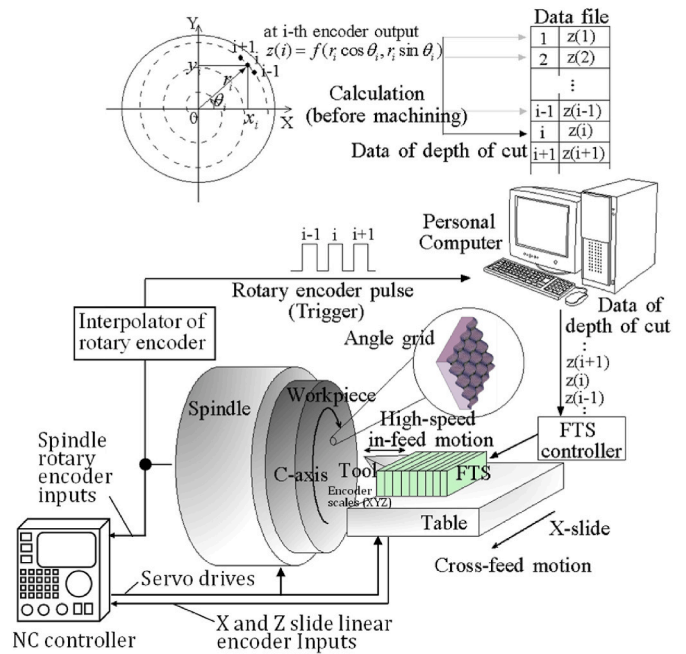 Y
at i-th encoder output
z(i) = f(r_i cos θ_i, r_i sin θ_i)
i+1
i
i-1
y_i
r_i
θ_i
0
x_i
X
Calculation
(before machining)
Data of depth of cut
Data file
1 z(1)
2 z(2)
⋮
i-1 z(i-1)
i z(i)
i+1 z(i+1)
Personal
Computer
i-1 i i+1
Rotary encoder pulse
(Trigger)
Interpolator of
rotary encoder
Data of
depth of cut
⋮
z(i+1)
z(i)
z(i-1)
⋮
Angle grid
Workpiece
Spindle
High-speed
in-feed motion
FTS
controller
C-axis
Tool
FTS
Encoder
scales (XYZ)
Table
X-slide
Cross-feed motion
Spindle
rotary
encoder
inputs
Servo drives
X and Z slide linear
encoder Inputs
NC controller